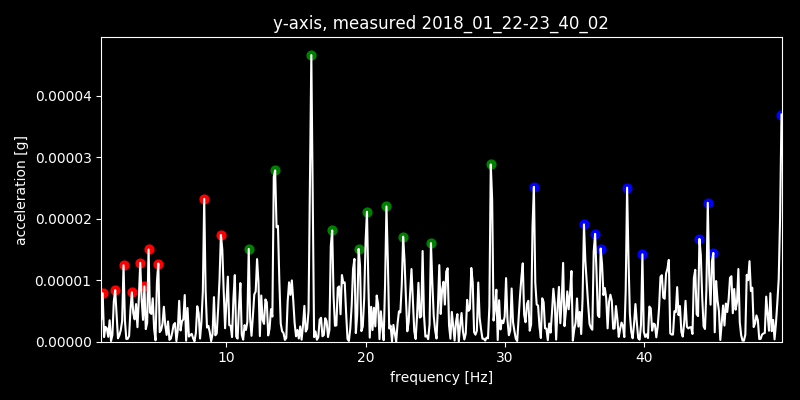 y-axis, measured 2018_01_22-23_40_02
acceleration [g]
0.00004
0.00003
0.00002
0.00001
0.00000
10 20 30 40
frequency [Hz]